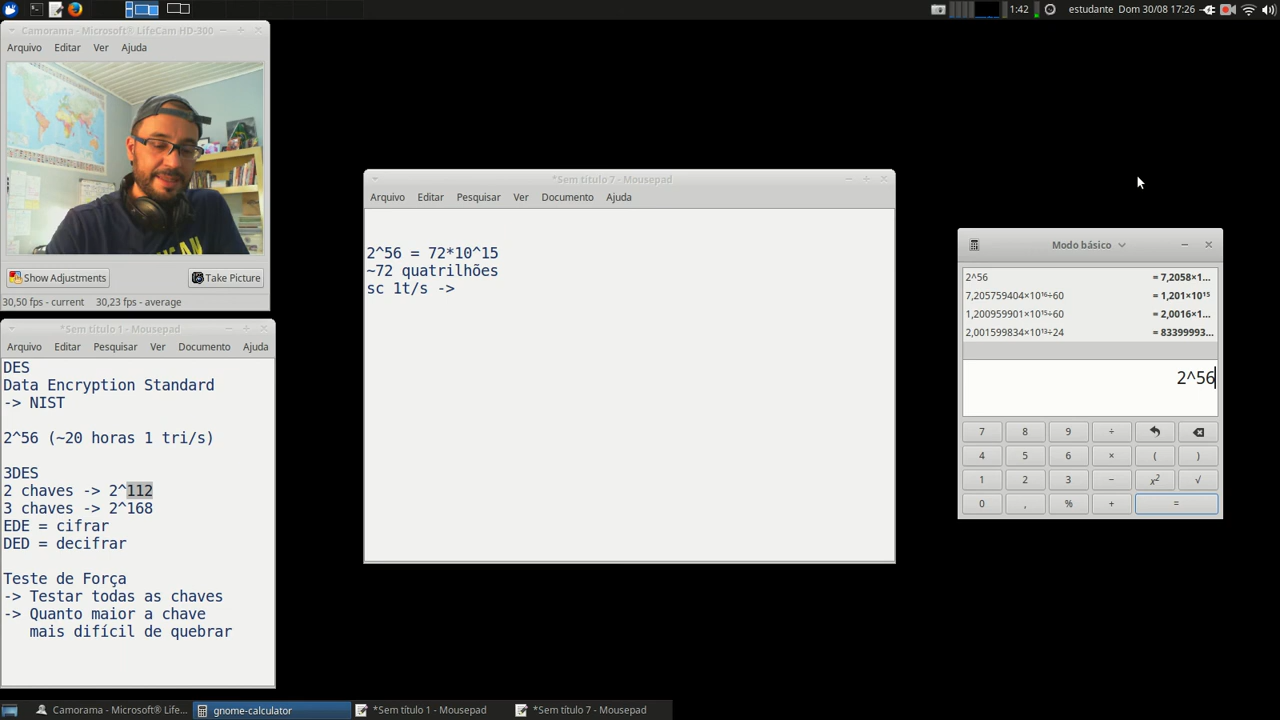 1:42
estudante Dom 30/08 17:26
Camorama - Microsoft® LifeCam HD-300
Arquivo Editar Ver Ajuda
Show Adjustments Take Picture
30,50 fps - current 30,23 fps - average
*Sem título 1 - Mousepad
Arquivo Editar Pesquisar Ver Documento Ajuda
DES
Data Encryption Standard
-> NIST
2^56 (~20 horas 1 tri/s)
3DES
2 chaves -> 2^112
3 chaves -> 2^168
EDE = cifrar
DED = decifrar
Teste de Força
-> Testar todas as chaves
-> Quanto maior a chave
mais difícil de quebrar
*Sem título 7 - Mousepad
Arquivo Editar Pesquisar Ver Documento Ajuda
2^56 = 72*10^15
~72 quatrilhões
sc 1t/s ->
Modo básico
2^56 = 7,2058×1...
7,205759404×10¹⁶÷60 = 1,201×10¹⁵
1,200959901×10¹⁵÷60 = 2,0016×1...
2,001599834×10¹³÷24 = 83399993...
2^56
7 8 9 ÷
4 5 6 × ( )
1 2 3 − x² √
0 , % + =
Camorama - Microsoft® Life... gnome-calculator *Sem título 1 - Mousepad *Sem título 7 - Mousepad